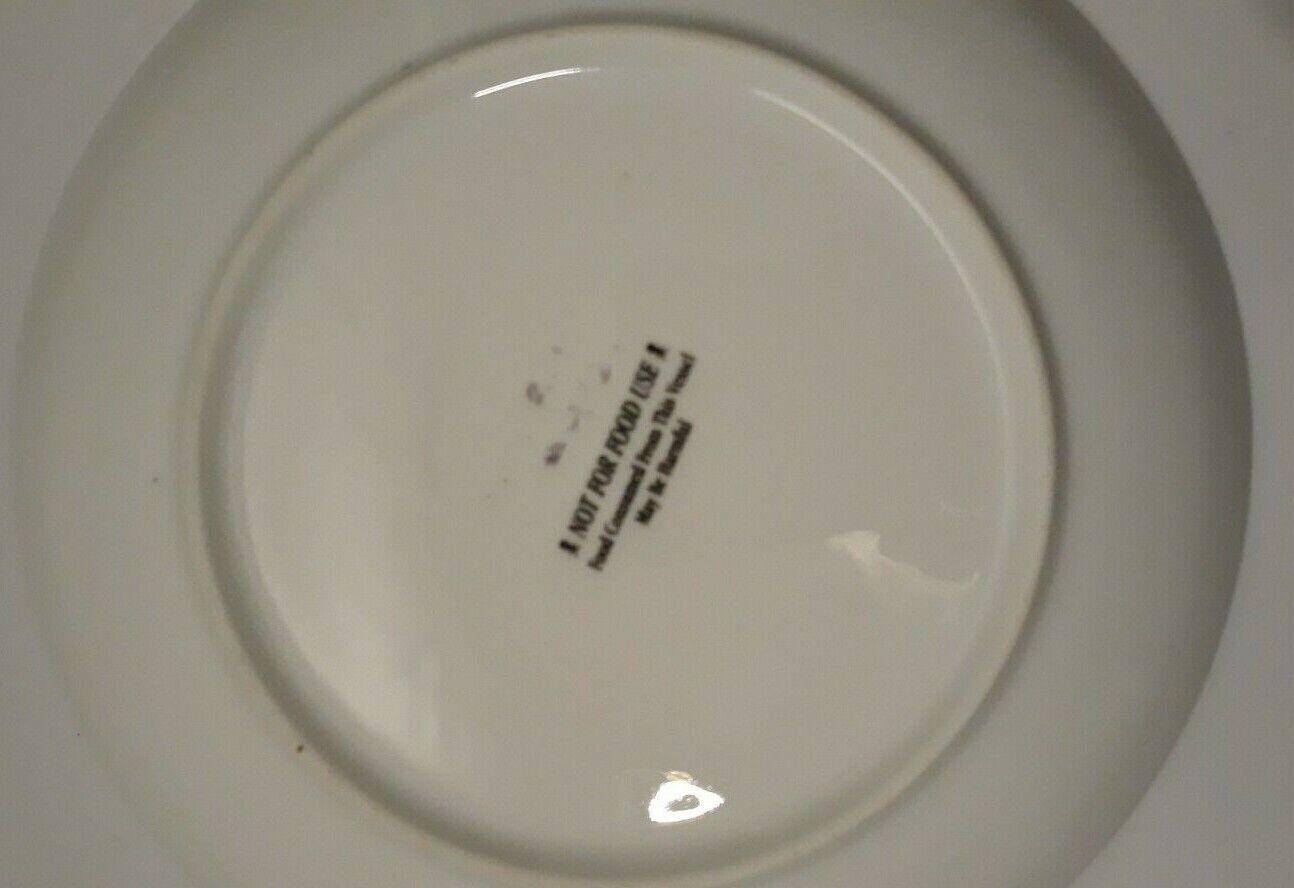 ! NOT FOR FOOD USE !
Food Consumed From This Vessel
May Be Harmful